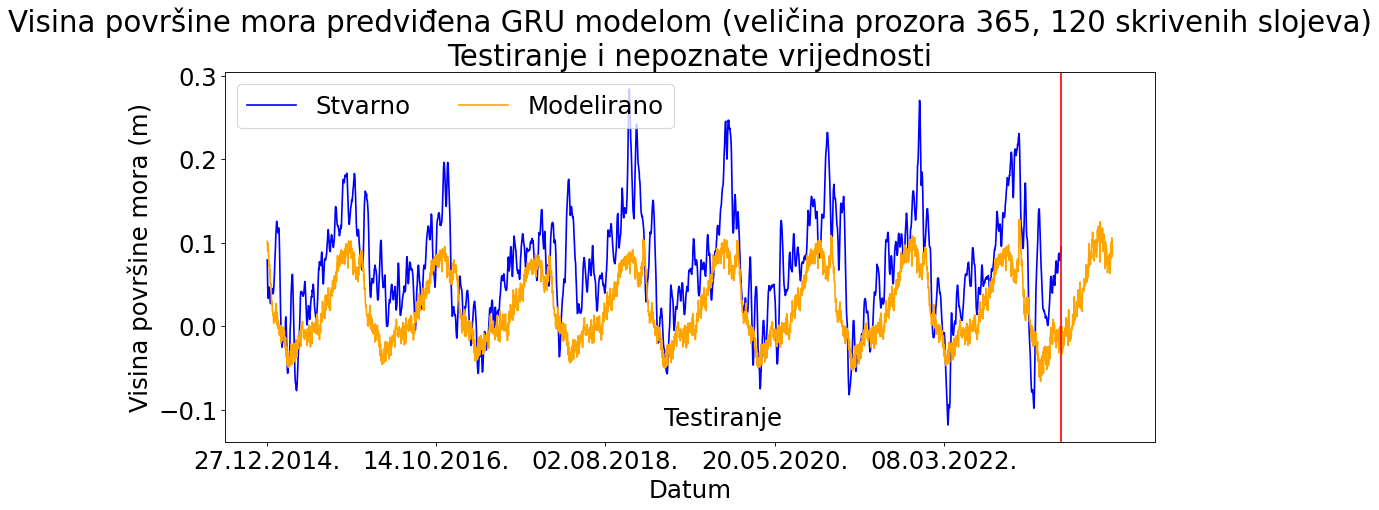 Visina površine mora predviđena GRU modelom (veličina prozora 365, 120 skrivenih slojeva)
Testiranje i nepoznate vrijednosti
Stvarno
Modelirano
Visina površine mora (m)
0.3
0.2
0.1
0.0
−0.1
Testiranje
27.12.2014.
14.10.2016.
02.08.2018.
20.05.2020.
08.03.2022.
Datum